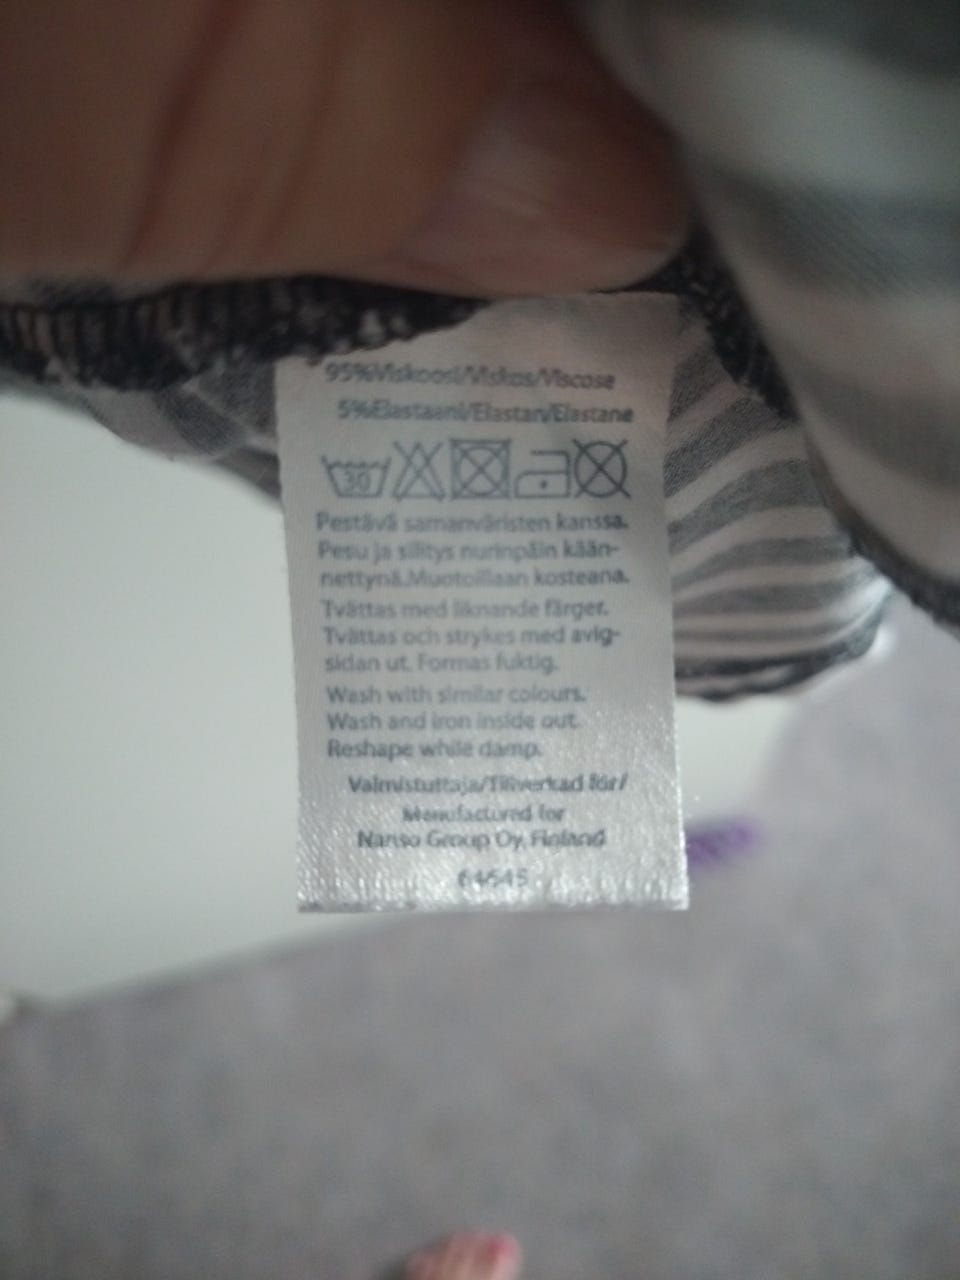 95%Viskoosi/Viskos/Viscose
5%Elastaani/Elastan/Elastane
30
Pestävä samanväristen kanssa.
Pesu ja silitys nurinpäin kään-
nettynä.Muotoillaan kosteana.
Tvättas med liknande färger.
Tvättas och strykes med avig-
sidan ut. Formas fuktig.
Wash with similar colours.
Wash and iron inside out.
Reshape while damp.
Valmistuttaja/Tillverkad för/
Manufactured for
Nanso Group Oy, Finland
64645